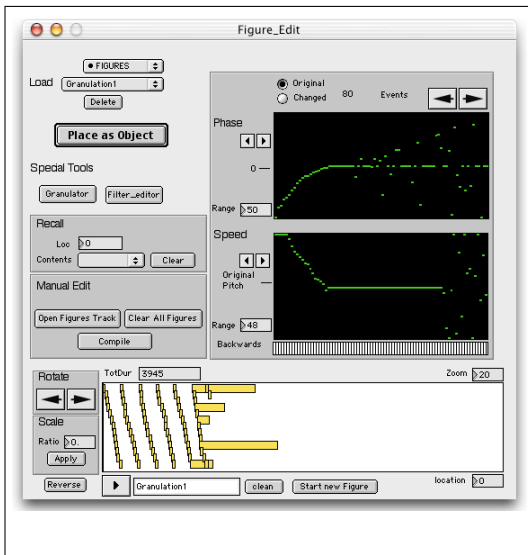 Figure_Edit
• FIGURES
Load
Granulation1
Delete
Place as Object
Special Tools
Granulator
Filter_editor
Recall
Loc
0
Contents
Clear
Manual Edit
Open Figures Track
Clear All Figures
Compile
Original
Changed
80
Events
Phase
0
Range
50
Speed
Original
Pitch
Range
48
Backwards
Rotate
TotDur
3945
Zoom
20
Scale
Ratio
0.
Apply
Reverse
Granulation1
clean
Start new Figure
location
0